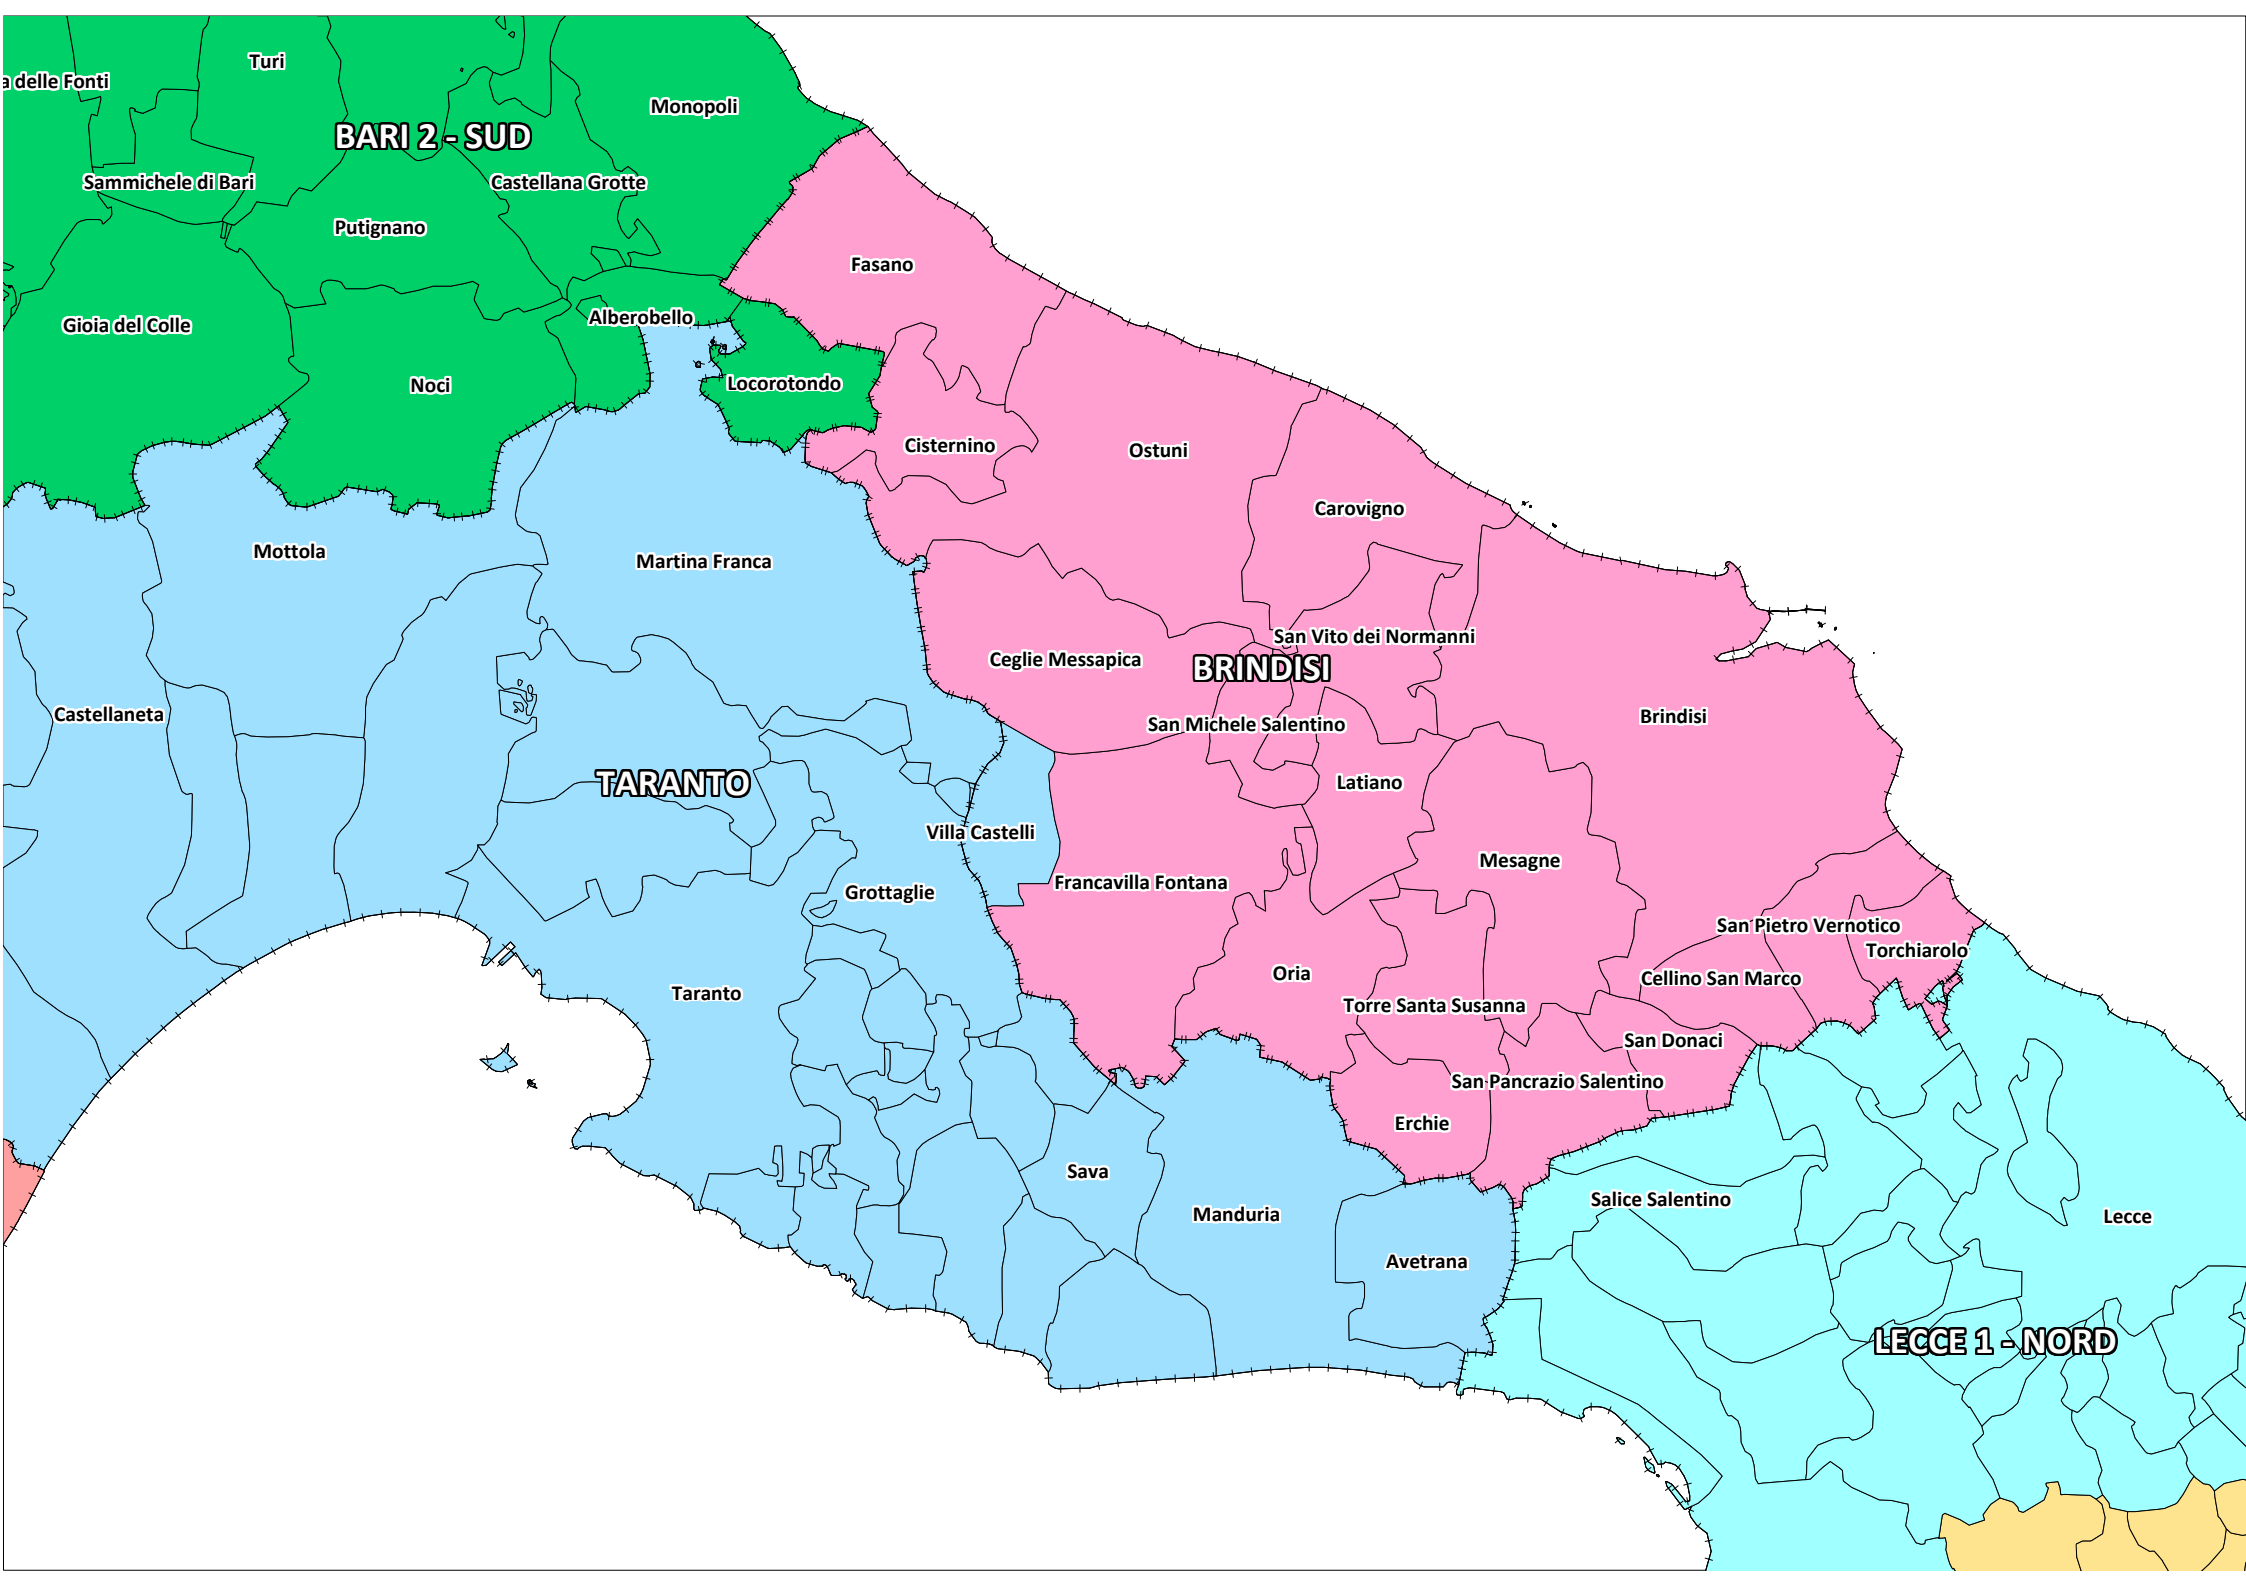 Turi
a delle Fonti
Monopoli
BARI 2 - SUD
Sammichele di Bari
Castellana Grotte
Putignano
Fasano
Gioia del Colle
Alberobello
Noci
Locorotondo
Cisternino
Ostuni
Carovigno
Mottola
Martina Franca
San Vito dei Normanni
Ceglie Messapica
BRINDISI
Castellaneta
San Michele Salentino
Brindisi
TARANTO
Latiano
Villa Castelli
Mesagne
Francavilla Fontana
Grottaglie
San Pietro Vernotico
Torchiarolo
Oria
Cellino San Marco
Taranto
Torre Santa Susanna
San Donaci
San Pancrazio Salentino
Erchie
Sava
Salice Salentino
Manduria
Lecce
Avetrana
LECCE 1 - NORD